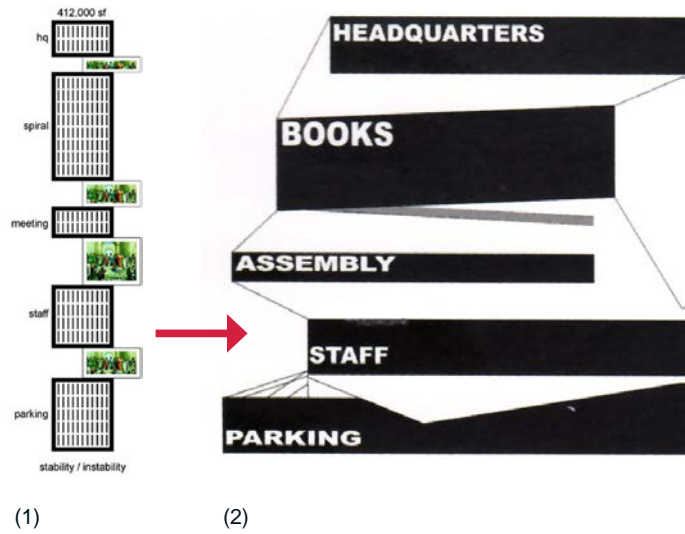 412,000 sf
hq
spiral
meeting
staff
parking
stability / instability
HEADQUARTERS
BOOKS
ASSEMBLY
STAFF
PARKING
(1)
(2)